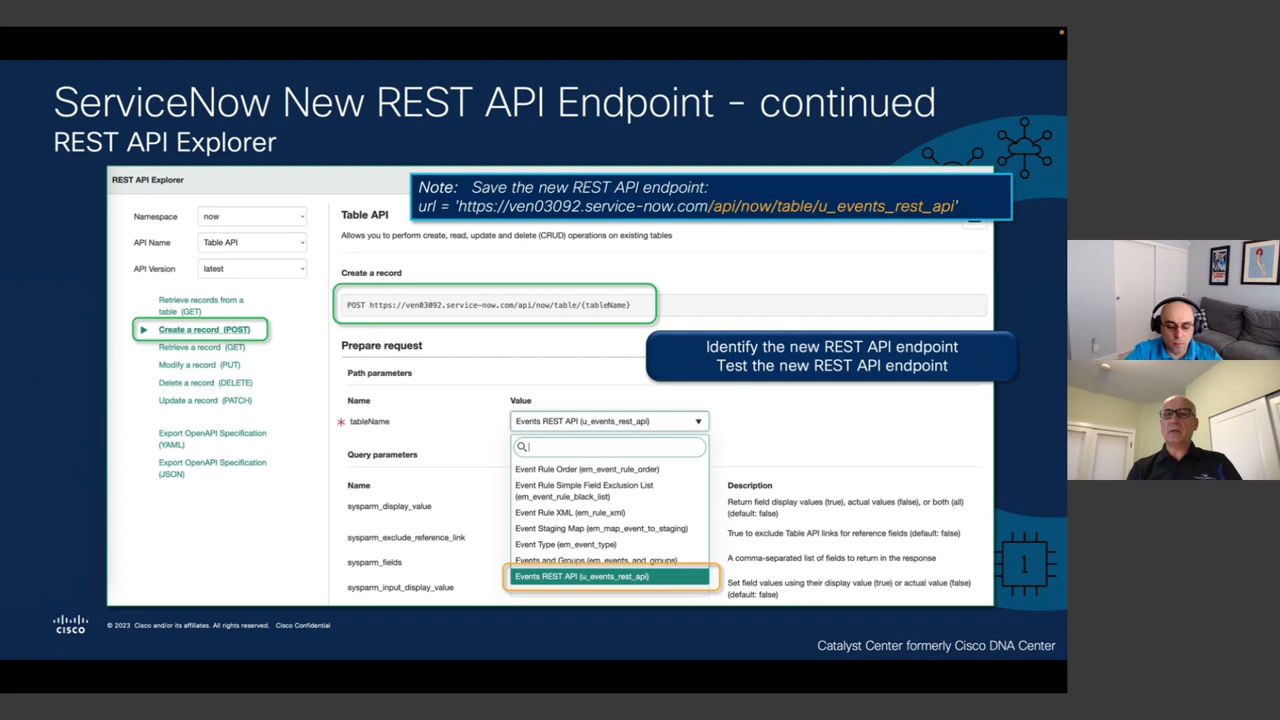 ServiceNow New REST API Endpoint - continued
REST API Explorer
REST API Explorer
Note: Save the new REST API endpoint:
url = 'https://ven03092.service-now.com/api/now/table/u_events_rest_api'
Namespace
now
API Name
Table API
API Version
latest
Retrieve records from a
table (GET)
Create a record (POST)
Retrieve a record (GET)
Modify a record (PUT)
Delete a record (DELETE)
Update a record (PATCH)
Export OpenAPI Specification
(YAML)
Export OpenAPI Specification
(JSON)
Table API
Allows you to perform create, read, update and delete (CRUD) operations on existing tables
Create a record
POST https://ven03092.service-now.com/api/now/table/{tableName}
Identify the new REST API endpoint
Test the new REST API endpoint
Prepare request
Path parameters
Name
Value
* tableName
Events REST API (u_events_rest_api)
Event Rule Order (em_event_rule_order)
Event Rule Simple Field Exclusion List
(em_event_rule_black_list)
Event Rule XML (em_rule_xml)
Event Staging Map (em_map_event_to_staging)
Event Type (em_event_type)
Events and Groups (em_events_and_groups)
Events REST API (u_events_rest_api)
Query parameters
Name
Description
sysparm_display_value
Return field display values (true), actual values (false), or both (all)
(default: false)
sysparm_exclude_reference_link
True to exclude Table API links for reference fields (default: false)
sysparm_fields
A comma-separated list of fields to return in the response
sysparm_input_display_value
Set field values using their display value (true) or actual value (false)
(default: false)
1
CISCO
© 2023 Cisco and/or its affiliates. All rights reserved. Cisco Confidential
Catalyst Center formerly Cisco DNA Center